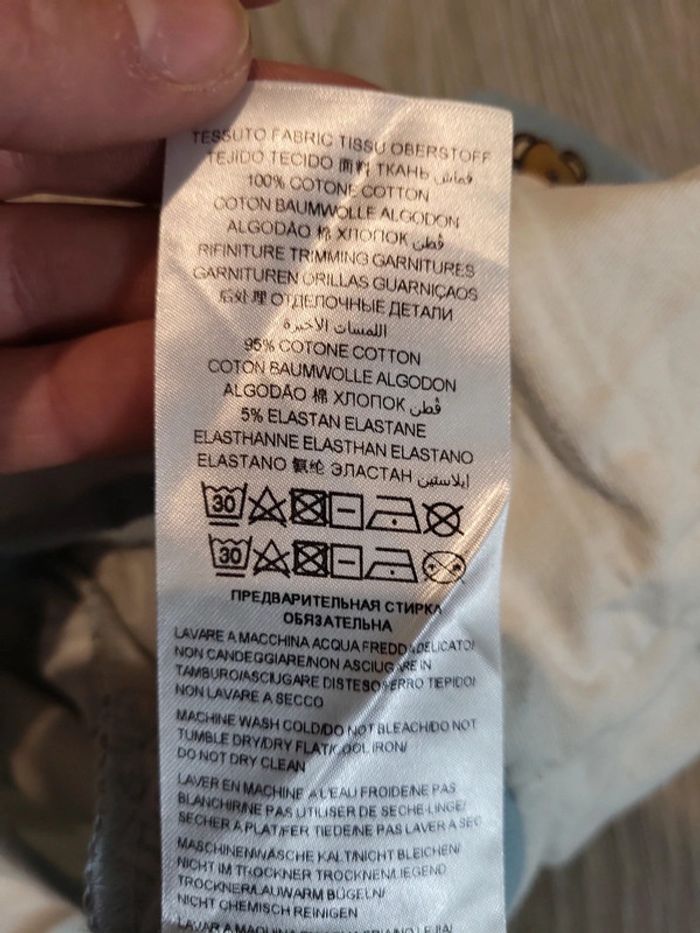 TESSUTO FABRIC TISSU OBERSTOFF
TEJIDO TECIDO 面料 ТКАНЬ قماش
100% COTONE COTTON
COTON BAUMWOLLE ALGODON
ALGODÃO 棉 ХЛОПОК قطن
RIFINITURE TRIMMING GARNITURES
GARNITUREN ORILLAS GUARNIÇAOS
后处理 ОТДЕЛОЧНЫЕ ДЕТАЛИ
اللمسات الأخيرة
95% COTONE COTTON
COTON BAUMWOLLE ALGODON
ALGODÃO 棉 ХЛОПОК قطن
5% ELASTAN ELASTANE
ELASTHANNE ELASTHAN ELASTANO
ELASTANO 氨纶 ЭЛАСТАН ايلاستين
30
30
ПРЕДВАРИТЕЛЬНАЯ СТИРКА
ОБЯЗАТЕЛЬНА
LAVARE A MACCHINA ACQUA FREDDA DELICATO/
NON CANDEGGIARE/NON ASCIUGARE IN
TAMBURO/ASCIUGARE DISTESO/FERRO TIEPIDO/
NON LAVARE A SECCO
MACHINE WASH COLD/DO NOT BLEACH/DO NOT
TUMBLE DRY/DRY FLAT/COOL IRON/
DO NOT DRY CLEAN
LAVER EN MACHINE A L'EAU FROIDE/NE PAS
BLANCHIR/NE PAS UTILISER DE SECHE-LINGE/
SECHER A PLAT/FER TIEDE/NE PAS LAVER A SEC
MASCHINENWÄSCHE KALT/NICHT BLEICHEN/
NICHT IM TROCKNER TROCKNEN/LIEGEND
TROCKNEN/LAUWARM BÜGELN/
NICHT CHEMISCH REINIGEN